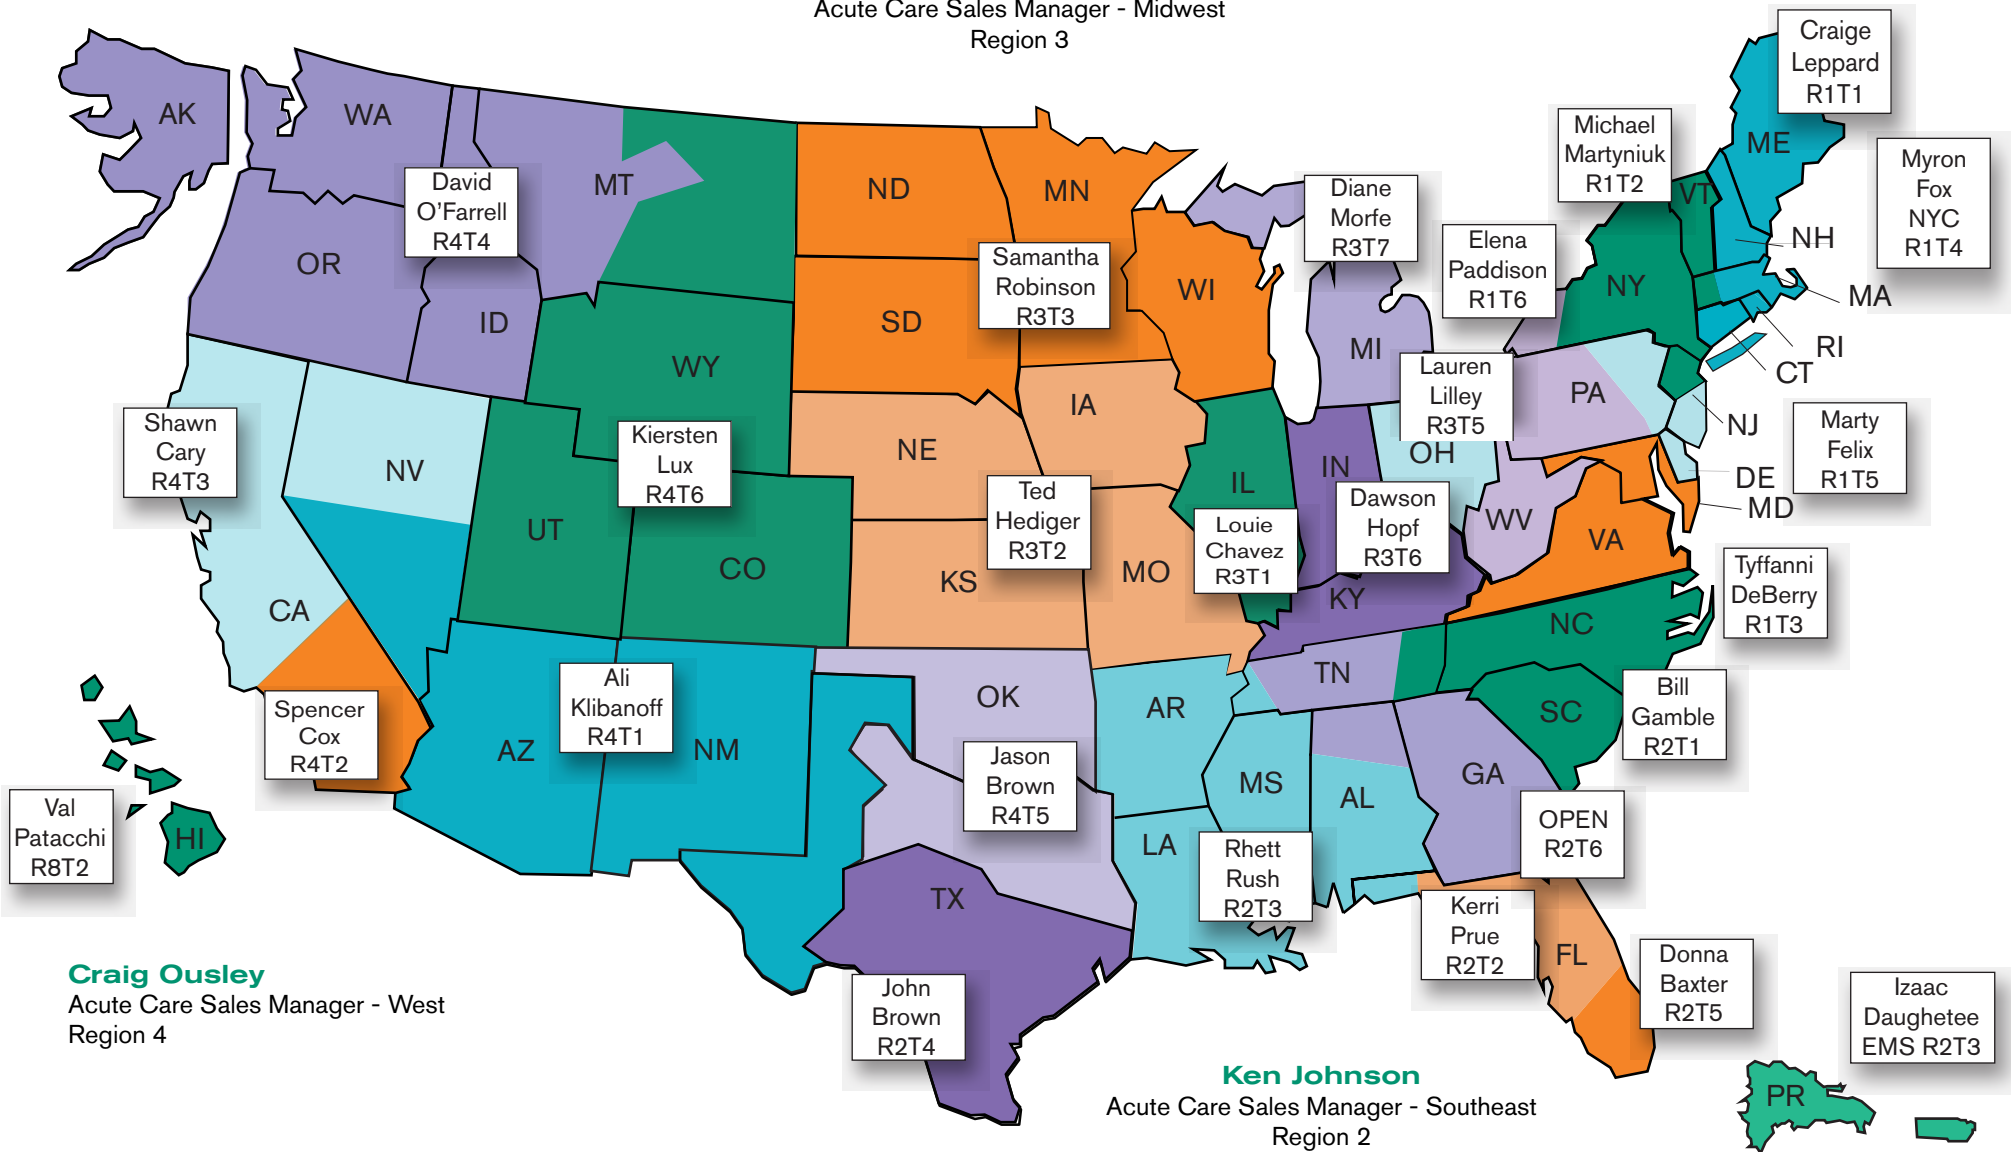 Acute Care Sales Manager - Midwest
Region 3
Craige
Leppard
R1T1
AK
WA
MT
ND
MN
Michael
Martyniuk
R1T2
ME
Myron
Fox
NYC
R1T4
David
O'Farrell
R4T4
Diane
Morfe
R3T7
VT
OR
ID
SD
Samantha
Robinson
R3T3
WI
Elena
Paddison
R1T6
NY
NH
MA
WY
MI
Lauren
Lilley
R3T5
PA
RI
CT
NJ
Shawn
Cary
R4T3
NV
Kiersten
Lux
R4T6
NE
IA
IL
IN
OH
Marty
Felix
R1T5
DE
MD
UT
CO
KS
Ted
Hediger
R3T2
MO
Louie
Chavez
R3T1
Dawson
Hopf
R3T6
WV
VA
CA
KY
NC
Tyffanni
DeBerry
R1T3
Spencer
Cox
R4T2
AZ
Ali
Klibanoff
R4T1
NM
OK
AR
TN
SC
Bill
Gamble
R2T1
Jason
Brown
R4T5
MS
AL
GA
Val
Patacchi
R8T2
HI
TX
LA
Rhett
Rush
R2T3
OPEN
R2T6
Kerri
Prue
R2T2
FL
Donna
Baxter
R2T5
Craig Ousley
Acute Care Sales Manager - West
Region 4
John
Brown
R2T4
Izaac
Daughetee
EMS R2T3
Ken Johnson
Acute Care Sales Manager - Southeast
Region 2
PR